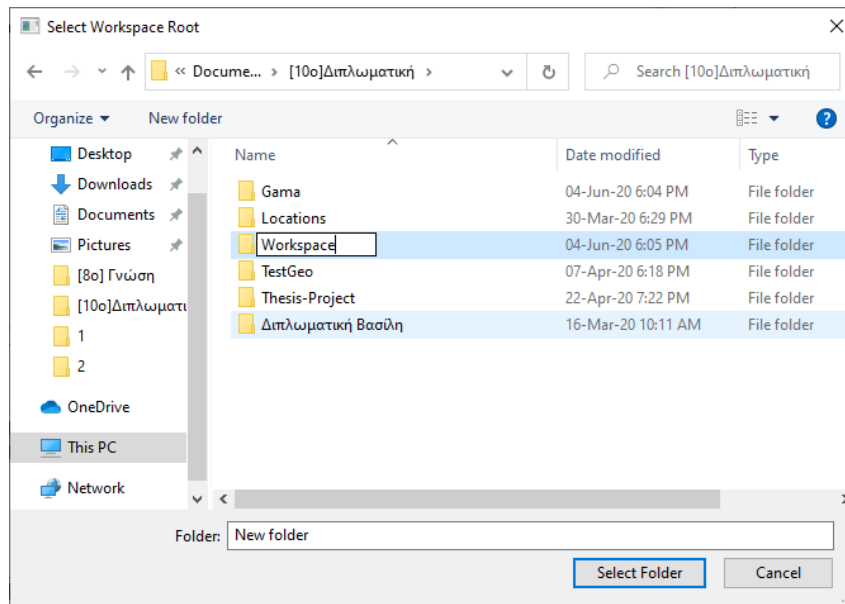 Select Workspace Root
« Docume... › [10ο]Διπλωματική ›
Search [10ο]Διπλωματική
Organize
New folder
Desktop
Downloads
Documents
Pictures
[8ο] Γνώση
[10ο]Διπλωματι
1
2
OneDrive
This PC
Network
Name Date modified Type
Gama 04-Jun-20 6:04 PM File folder
Locations 30-Mar-20 6:29 PM File folder
Workspace 04-Jun-20 6:05 PM File folder
TestGeo 07-Apr-20 6:18 PM File folder
Thesis-Project 22-Apr-20 7:22 PM File folder
Διπλωματική Βασίλη 16-Mar-20 10:11 AM File folder
Folder: New folder
Select Folder Cancel